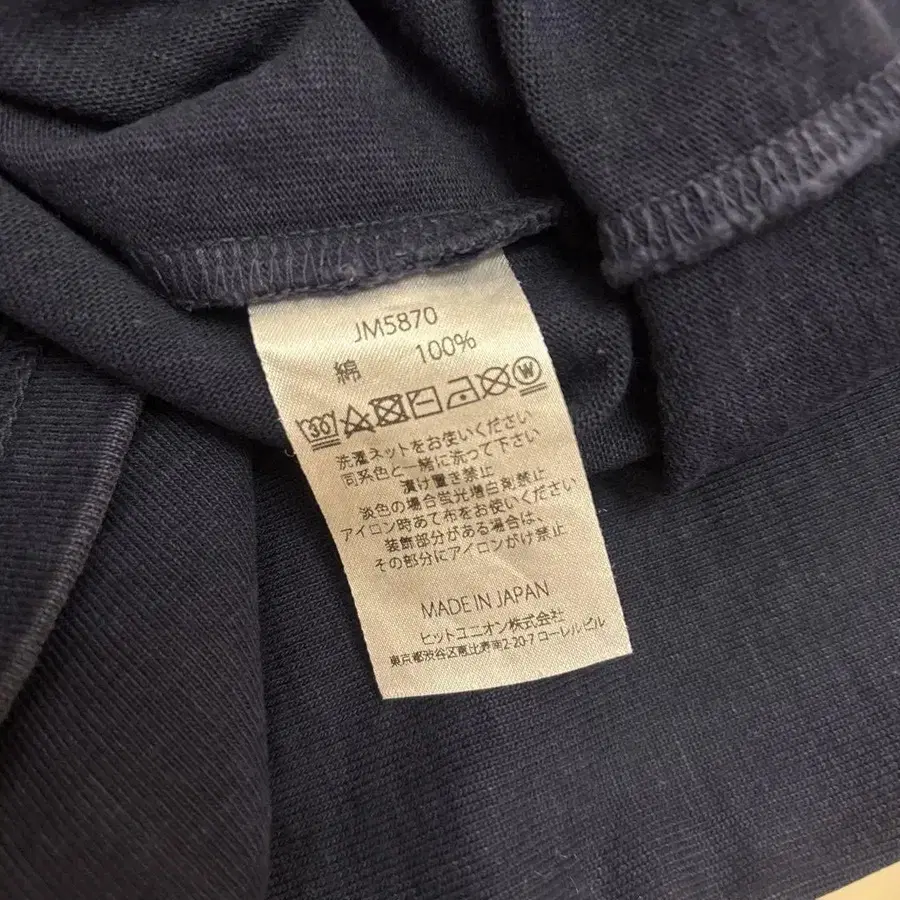 JM5870
綿 100%
30 W
洗濯ネットをお使いください
同系色と一緒に洗って下さい
漬け置き禁止
淡色の場合蛍光増白剤禁止
アイロン時あて布をお使いください
装飾部分がある場合は、
その部分にアイロンがけ禁止
MADE IN JAPAN
ヒットユニオン株式会社
東京都渋谷区恵比寿南2-20-7 コーレルビル